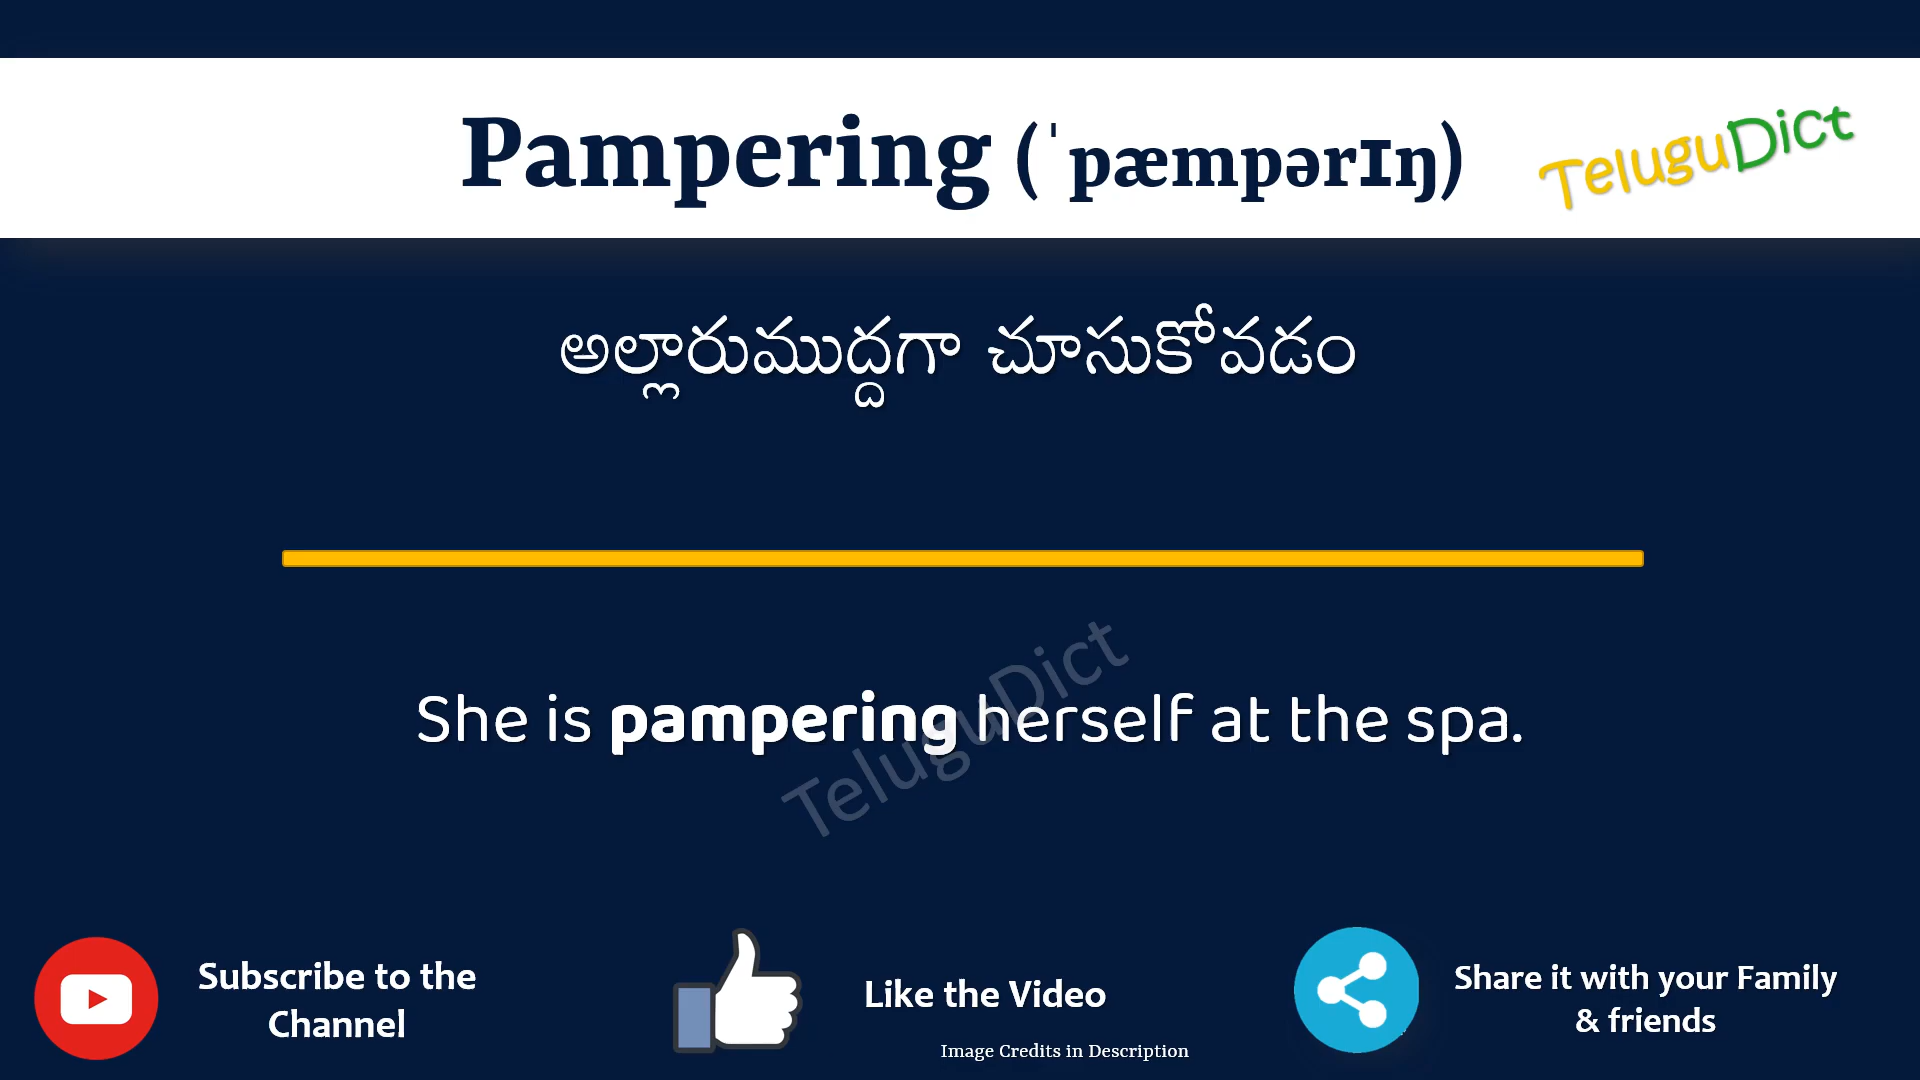 Pampering (ˈpæmpərɪŋ)
TeluguDict
అల్లారుముద్దగా చూసుకోవడం
She is pampering herself at the spa.
TeluguDict
Subscribe to the
Channel
Like the Video
Share it with your Family
& friends
Image Credits in Description